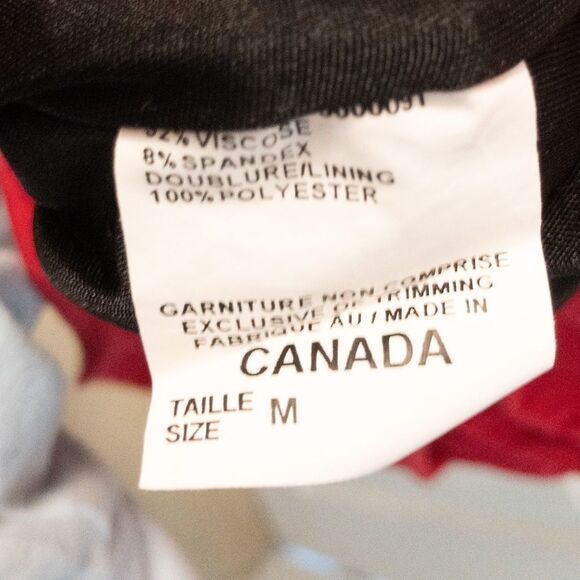 92% VISCOSE
8% SPANDEX
DOUBLURE/LINING
100% POLYESTER
GARNITURE NON COMPRISE
EXCLUSIVE OF TRIMMING
FABRIQUE AU / MADE IN
CANADA
TAILLE
SIZE M